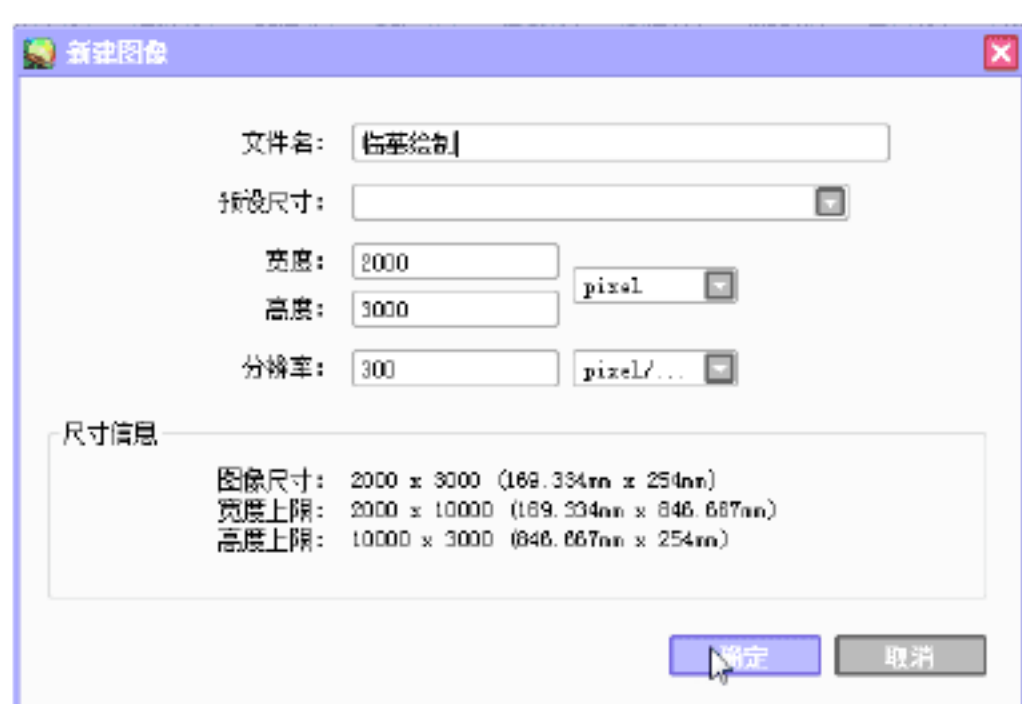 新建图像
文件名: 临摹绘制
预设尺寸:
宽度: 2000
pixel
高度: 3000
分辨率: 300 pixel/...
尺寸信息
图像尺寸: 2000 x 3000 (169.334mm x 254mm)
宽度上限: 2000 x 10000 (169.334mm x 846.667mm)
高度上限: 10000 x 3000 (846.667mm x 254mm)
确定 取消